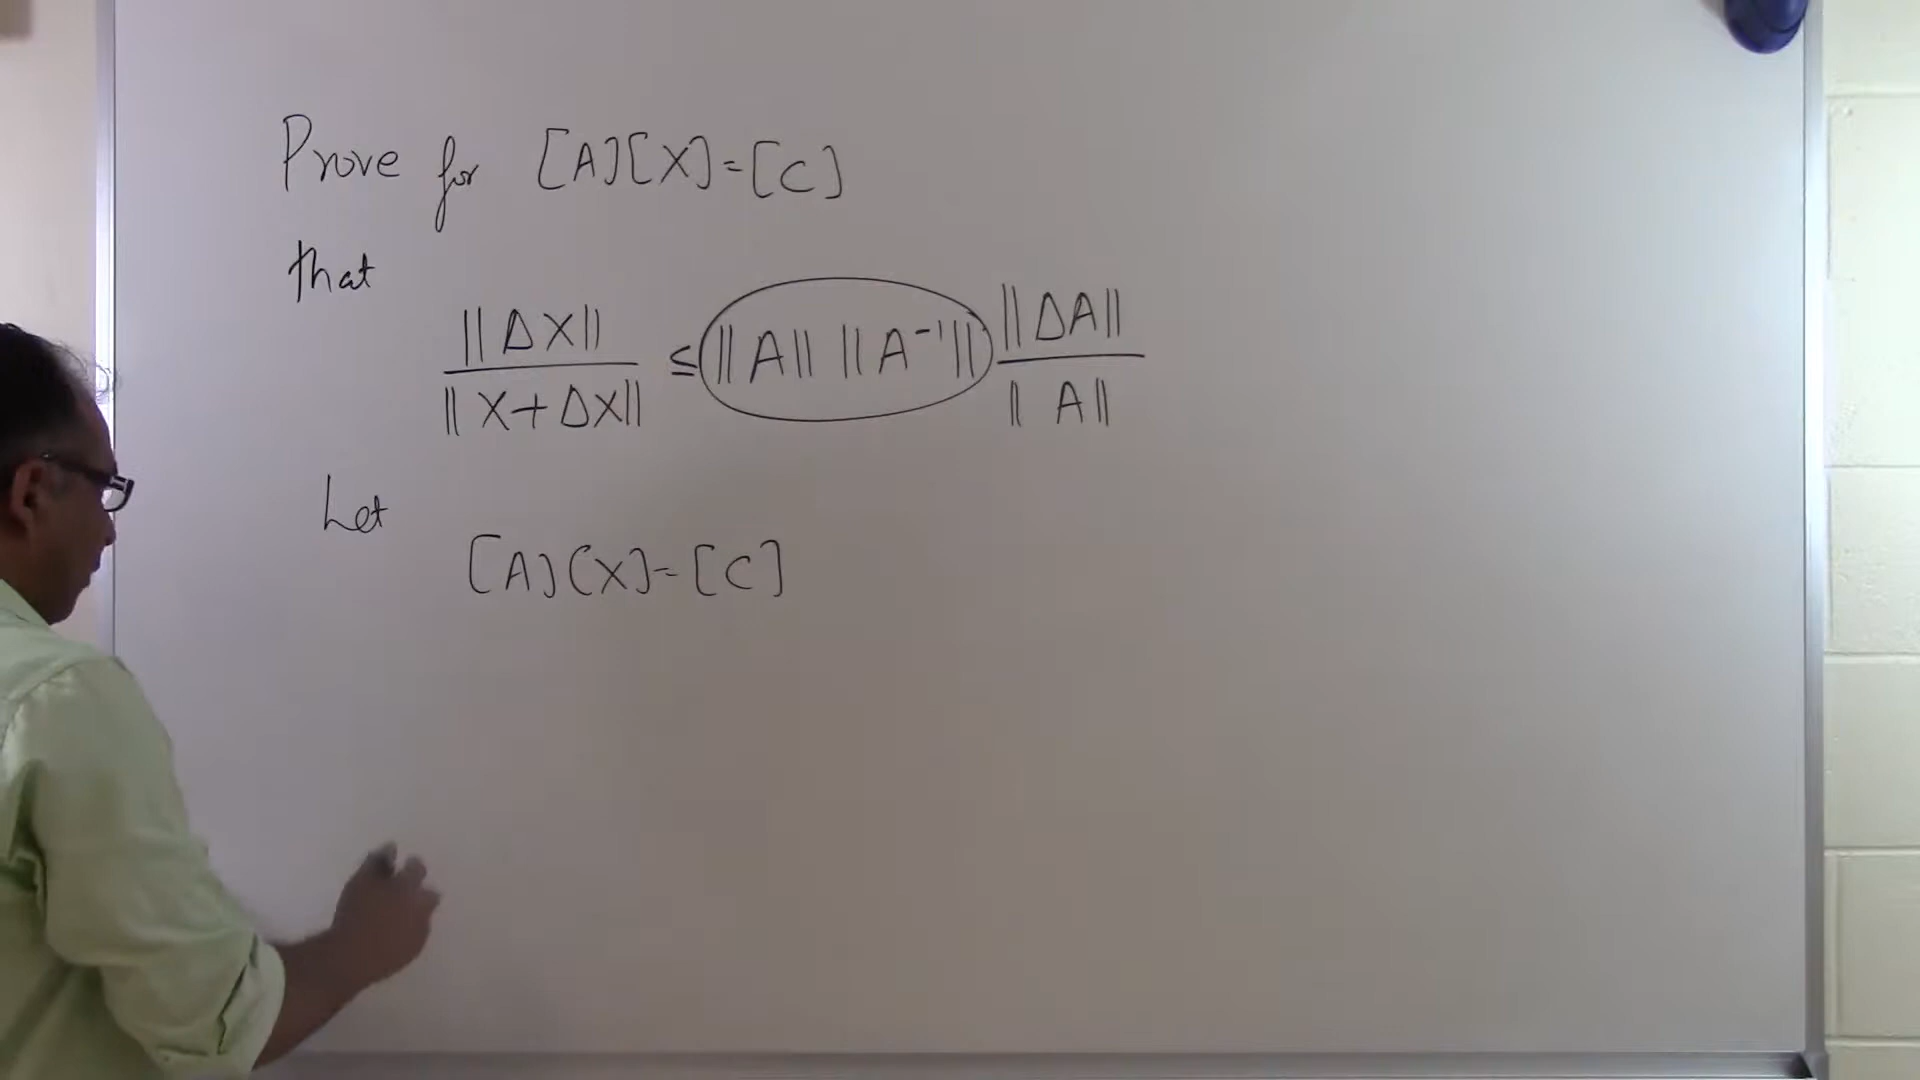 Prove for [A][X]=[C]
that
||ΔX|| / ||X+ΔX|| ≤ ||A|| ||A⁻¹|| ||ΔA|| / ||A||
Let
[A][X]=[C]